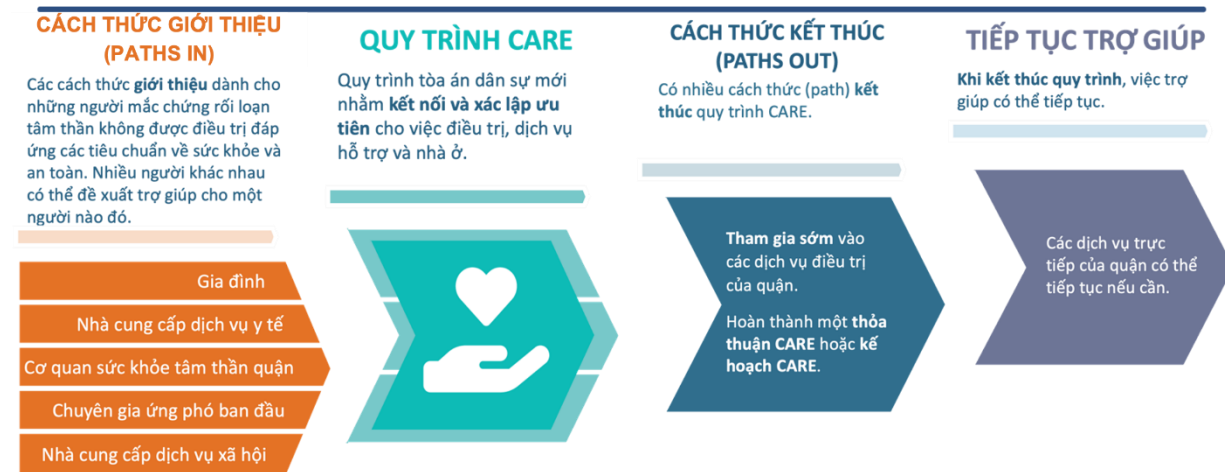 CÁCH THỨC GIỚI THIỆU
(PATHS IN)
Các cách thức giới thiệu dành cho
những người mắc chứng rối loạn
tâm thần không được điều trị đáp
ứng các tiêu chuẩn về sức khỏe và
an toàn. Nhiều người khác nhau
có thể đề xuất trợ giúp cho một
người nào đó.
Gia đình
Nhà cung cấp dịch vụ y tế
Cơ quan sức khỏe tâm thần quận
Chuyên gia ứng phó ban đầu
Nhà cung cấp dịch vụ xã hội
QUY TRÌNH CARE
Quy trình tòa án dân sự mới
nhằm kết nối và xác lập ưu
tiên cho việc điều trị, dịch vụ
hỗ trợ và nhà ở.
CÁCH THỨC KẾT THÚC
(PATHS OUT)
Có nhiều cách thức (path) kết
thúc quy trình CARE.
Tham gia sớm vào
các dịch vụ điều trị
của quận.
Hoàn thành một thỏa
thuận CARE hoặc kế
hoạch CARE.
TIẾP TỤC TRỢ GIÚP
Khi kết thúc quy trình, việc trợ
giúp có thể tiếp tục.
Các dịch vụ trực
tiếp của quận có thể
tiếp tục nếu cần.